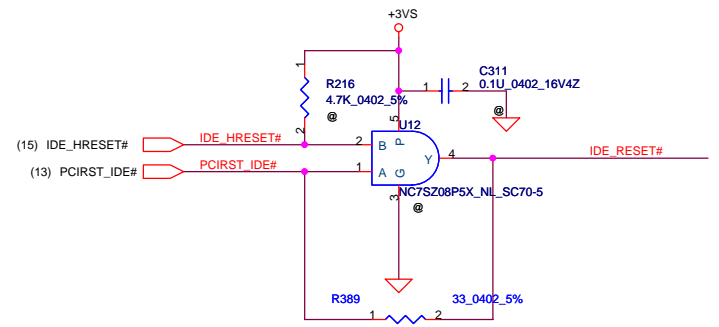 +3VS
1
R216
4.7K_0402_5%
@
2
C311
0.1U_0402_16V4Z
1
2
@
5
U12
(15) IDE_HRESET#
IDE_HRESET#
2
B
P
Y
4
IDE_RESET#
(13) PCIRST_IDE#
PCIRST_IDE#
1
A
G
NC7SZ08P5X_NL_SC70-5
3
@
R389
33_0402_5%
1
2